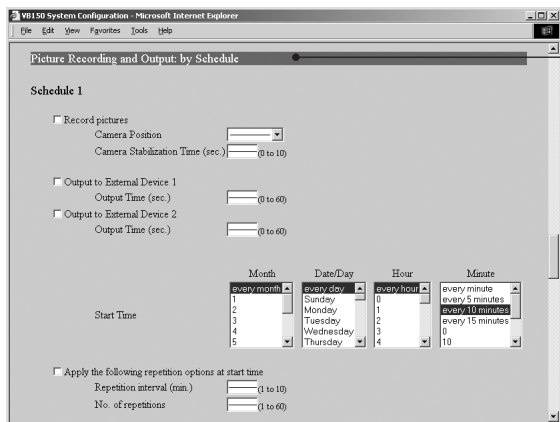 VB150 System Configuration - Microsoft Internet Explorer
File Edit View Favorites Tools Help
Picture Recording and Output: by Schedule
Schedule 1
Record pictures
Camera Position
Camera Stabilization Time (sec.) (0 to 10)
Output to External Device 1
Output Time (sec.) (0 to 60)
Output to External Device 2
Output Time (sec.) (0 to 60)
Month Date/Day Hour Minute
every month every day every hour every minute
1 Sunday 0 every 5 minutes
2 Monday 1 every 10 minutes
Start Time
3 Tuesday 2 every 15 minutes
4 Wednesday 3 0
5 Thursday 4 10
Apply the following repetition options at start time
Repetition interval (min.) (1 to 10)
No. of repetitions (1 to 60)